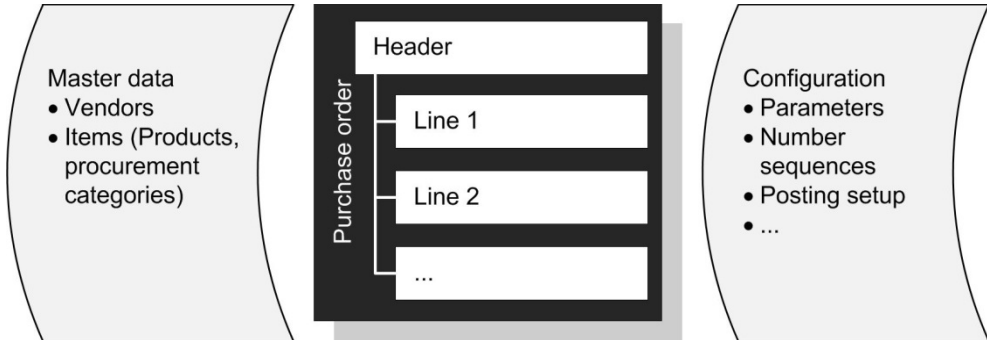 Master data
• Vendors
• Items (Products,
procurement
categories)
Purchase order
Header
Line 1
Line 2
...
Configuration
• Parameters
• Number
sequences
• Posting setup
• ...